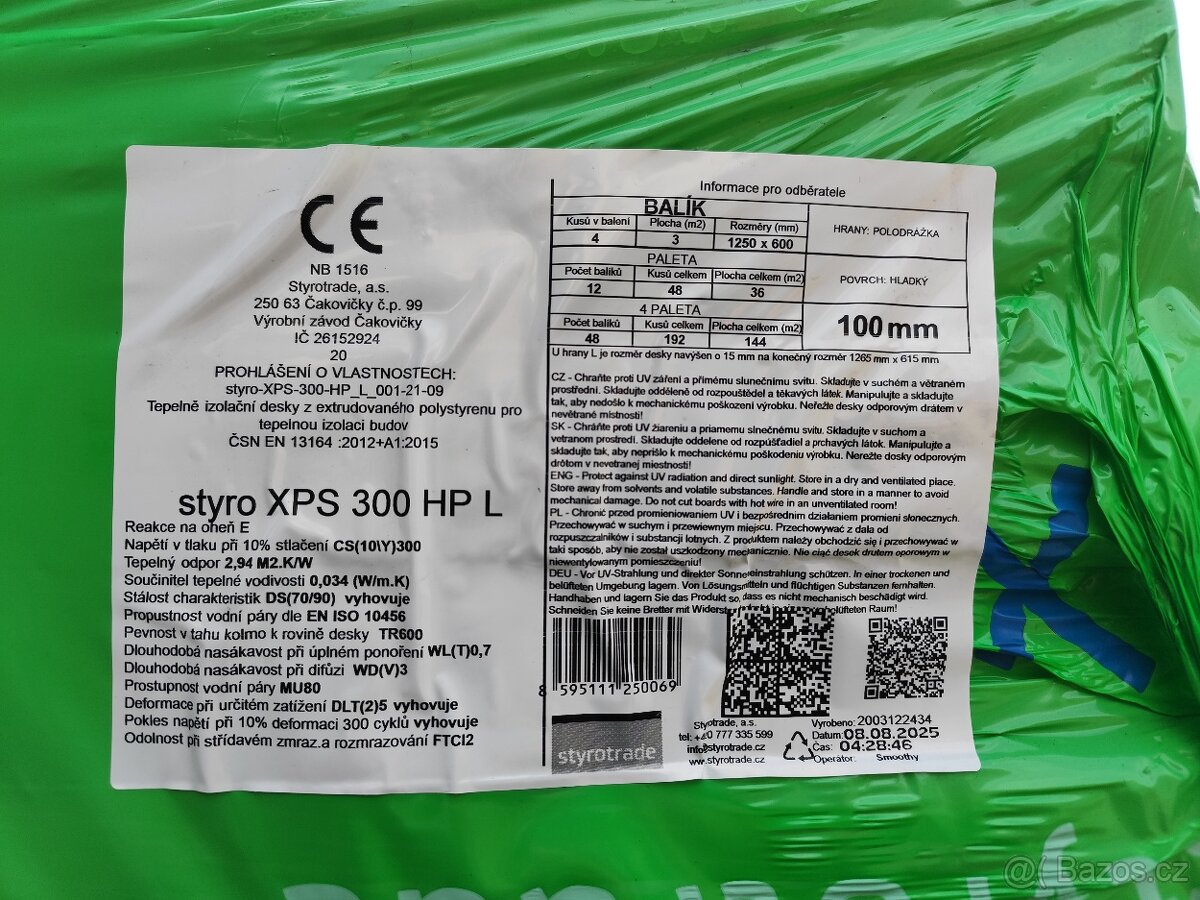 CE
NB 1516
Styrotrade, a.s.
250 63 Čakovičky č.p. 99
Výrobní závod Čakovičky
IČ 26152924
20
PROHLÁŠENÍ O VLASTNOSTECH:
styro-XPS-300-HP_L_001-21-09
Tepelně izolační desky z extrudovaného polystyrenu pro
tepelnou izolaci budov
ČSN EN 13164 :2012+A1:2015
styro XPS 300 HP L
Reakce na oheň E
Napětí v tlaku při 10% stlačení CS(10\Y)300
Tepelný odpor 2,94 M2.K/W
Součinitel tepelné vodivosti 0,034 (W/m.K)
Stálost charakteristik DS(70/90) vyhovuje
Propustnost vodní páry dle EN ISO 10456
Pevnost v tahu kolmo k rovině desky TR600
Dlouhodobá nasákavost při úplném ponoření WL(T)0,7
Dlouhodobá nasákavost při difůzi WD(V)3
Prostupnost vodní páry MU80
Deformace při určitém zatížení DLT(2)5 vyhovuje
Pokles napětí při 10% deformaci 300 cyklů vyhovuje
Odolnost při střídavém zmraz.a rozmrazování FTCI2
Informace pro odběratele
BALÍK
Kusů v balení Plocha (m2) Rozměry (mm)
4 3 1250 x 600
PALETA
Počet balíků Kusů celkem Plocha celkem (m2)
12 48 36
4 PALETA
Počet balíků Kusů celkem Plocha celkem (m2)
48 192 144
HRANY: POLODRÁŽKA
POVRCH: HLADKÝ
100 mm
U hrany L je rozměr desky navýšen o 15 mm na konečný rozměr 1265 mm x 615 mm
CZ - Chraňte proti UV záření a přímému slunečnímu svitu. Skladujte v suchém a větraném
prostředí. Skladujte odděleně od rozpouštědel a těkavých látek. Manipulujte a skladujte
tak, aby nedošlo k mechanickému poškození výrobku. Neřežte desky odporovým drátem v
nevětrané místnosti!
SK - Chráňte proti UV žiareniu a priamemu slnečnému svitu. Skladujte v suchom a
vetranom prostredí. Skladujte oddelene od rozpúšťadiel a prchavých látok. Manipulujte a
skladujte tak, aby neprišlo k mechanickému poškodeniu výrobku. Nerežte desky odporovým
drôtom v nevetranej miestnosti!
ENG - Protect against UV radiation and direct sunlight. Store in a dry and ventilated place.
Store away from solvents and volatile substances. Handle and store in a manner to avoid
mechanical damage. Do not cut boards with hot wire in an unventilated room!
PL - Chronić przed promieniowaniem UV i bezpośrednim działaniem promieni słonecznych.
Przechowywać w suchym i przewiewnym miejscu. Przechowywać z dala od
rozpuszczalników i substancji lotnych. Z produktem należy obchodzić się i przechowywać w
taki sposób, aby nie został uszkodzony mechanicznie. Nie ciąć desek drutem oporowym w
niewentylowanym pomieszczeniu!
DEU - Vor UV-Strahlung und direkter Sonneneinstrahlung schützen. In einer trockenen und
belüfteten Umgebung lagern. Von Lösungsmitteln und flüchtigen Substanzen fernhalten.
Handhaben und lagern Sie das Produkt so, dass es nicht mechanisch beschädigt wird.
Schneiden Sie keine Bretter mit Raum!
8 595111 250069
styrotrade
Styrotrade, a.s.
tel: 777 335 599
info@styrotrade.cz
www.styrotrade.cz
Vyrobeno: 2003122434
Datum: 08.08.2025
Čas: 04:28:46
Operator: Smoothy
Bazos.cz